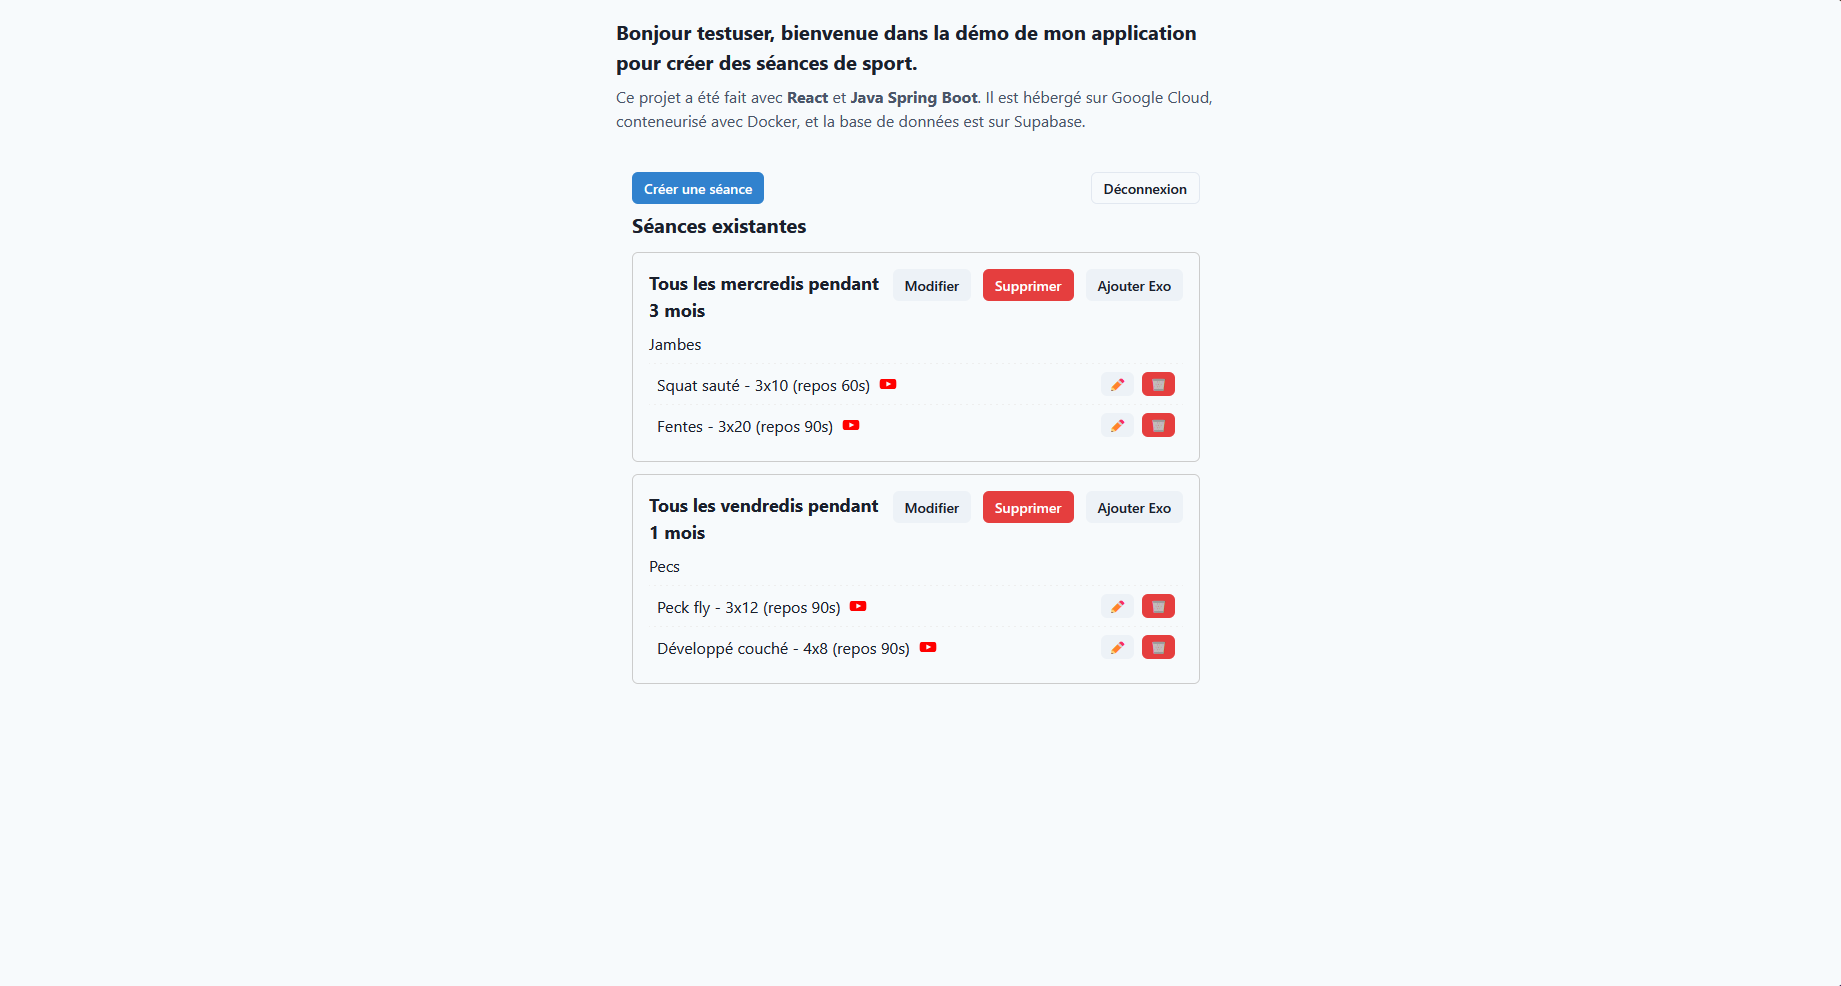 Bonjour testuser, bienvenue dans la démo de mon application
pour créer des séances de sport.
Ce projet a été fait avec React et Java Spring Boot. Il est hébergé sur Google Cloud,
conteneurisé avec Docker, et la base de données est sur Supabase.
Créer une séance
Déconnexion
Séances existantes
Tous les mercredis pendant
3 mois
Modifier
Supprimer
Ajouter Exo
Jambes
Squat sauté - 3x10 (repos 60s)
Fentes - 3x20 (repos 90s)
Tous les vendredis pendant
1 mois
Modifier
Supprimer
Ajouter Exo
Pecs
Peck fly - 3x12 (repos 90s)
Développé couché - 4x8 (repos 90s)